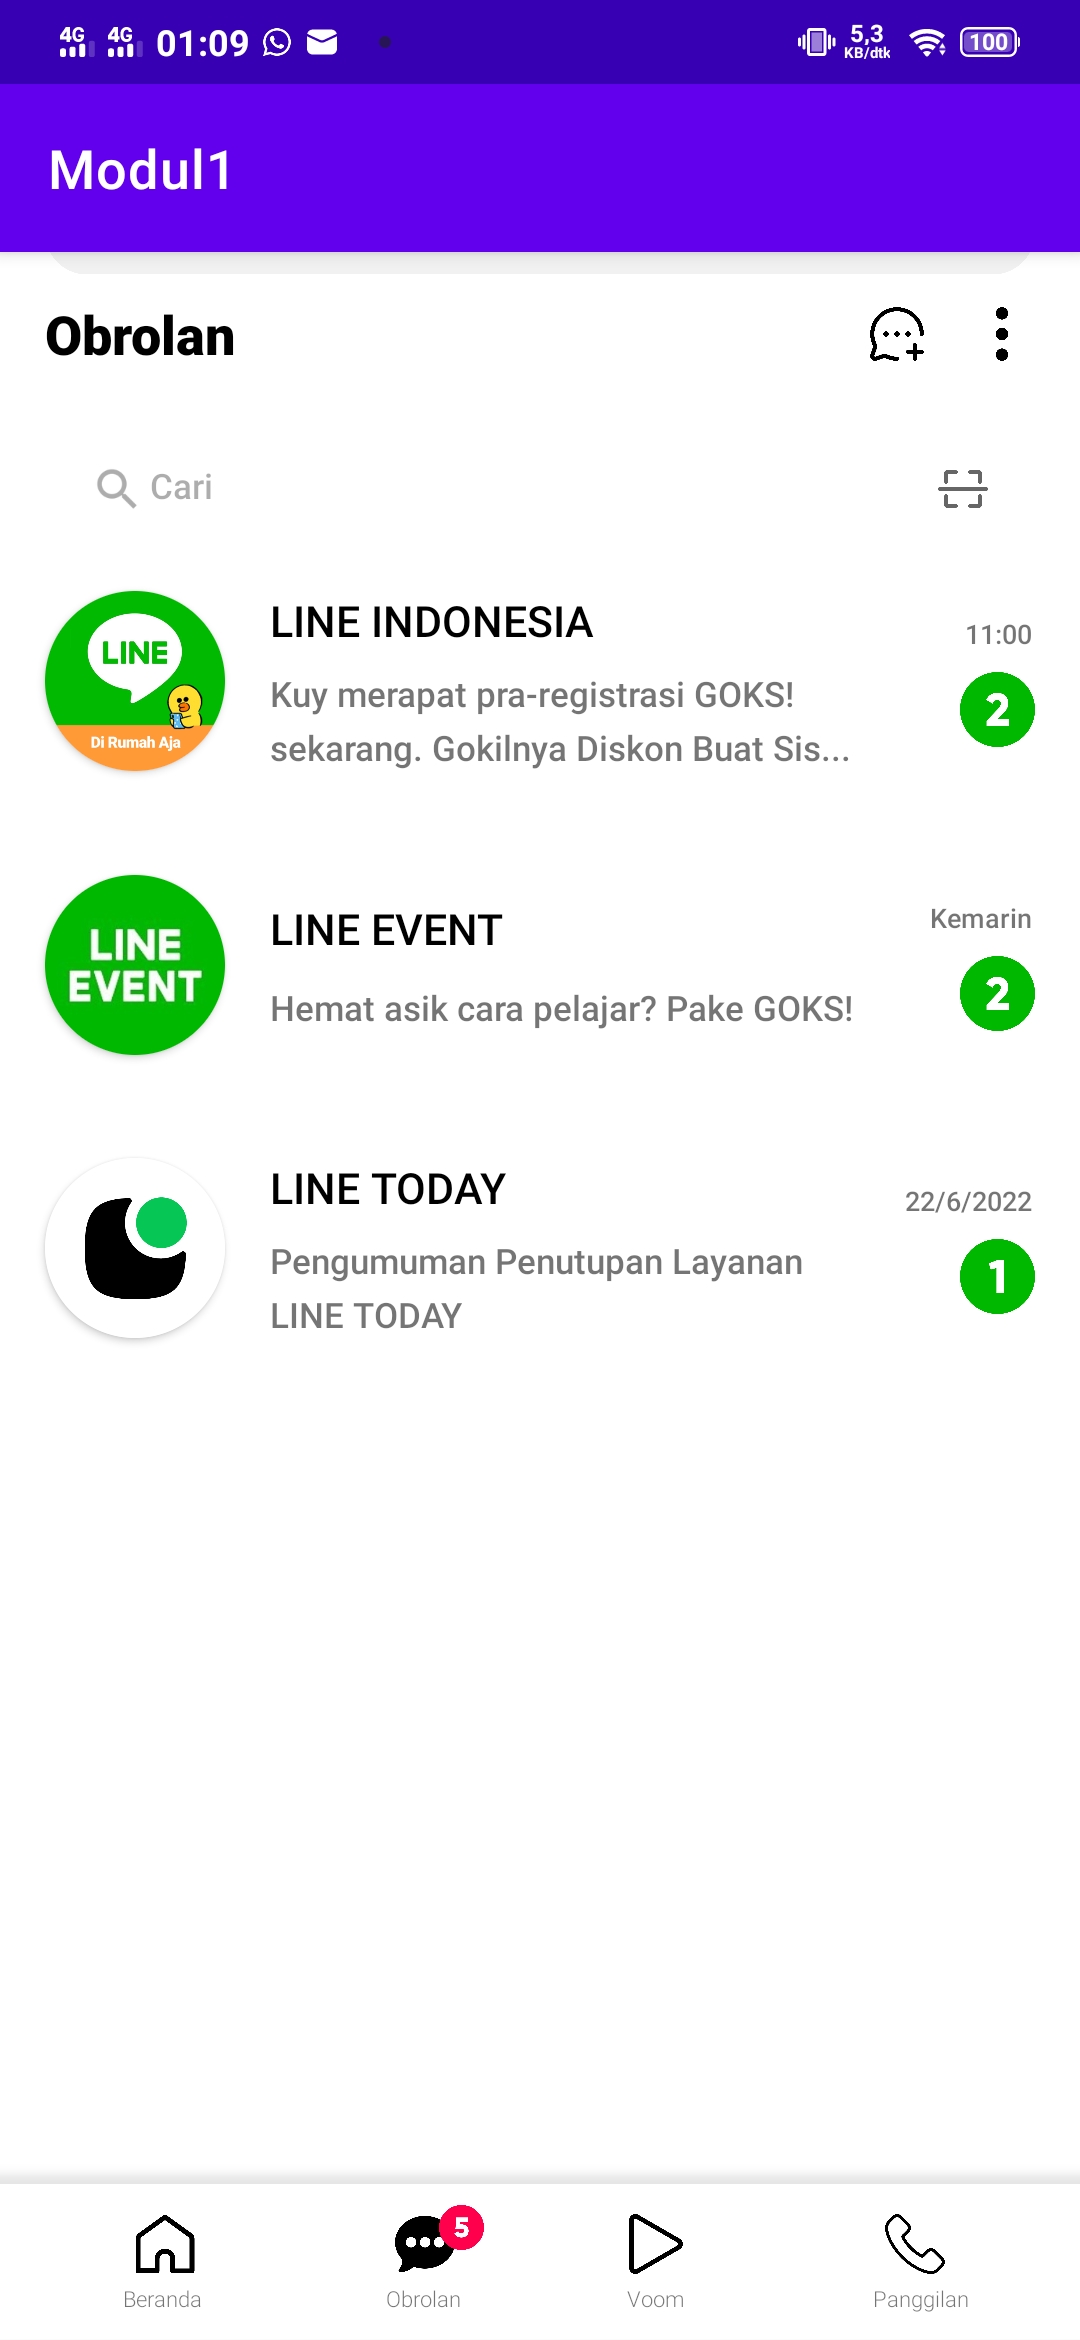 4G 4G 01:09 5,3 KB/dtk 100
Modul1
Obrolan
Cari
LINE
Di Rumah Aja
LINE INDONESIA
11:00
Kuy merapat pra-registrasi GOKS!
sekarang. Gokilnya Diskon Buat Sis...
2
LINE
EVENT
LINE EVENT
Kemarin
Hemat asik cara pelajar? Pake GOKS!
2
LINE TODAY
22/6/2022
Pengumuman Penutupan Layanan
LINE TODAY
1
5
Beranda Obrolan Voom Panggilan